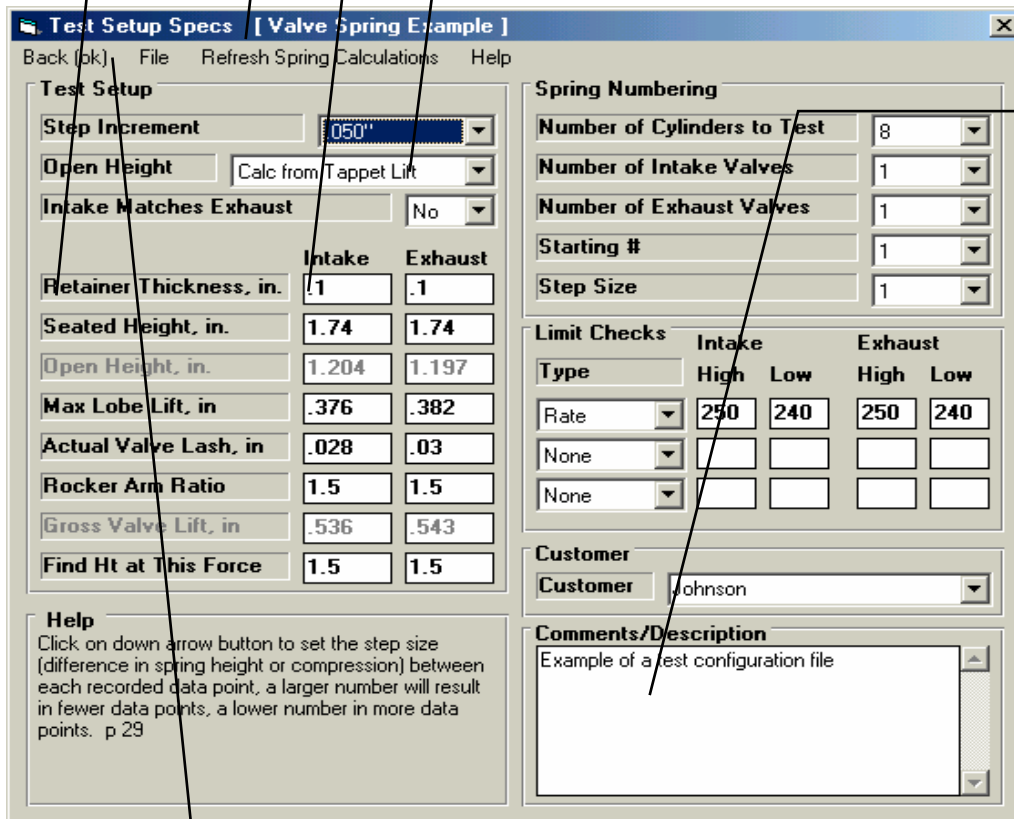 Test Setup Specs [ Valve Spring Example ]
Back (ok) File Refresh Spring Calculations Help
Test Setup
Step Increment .050"
Open Height Calc from Tappet Lift
Intake Matches Exhaust No
Intake Exhaust
Retainer Thickness, in. .1 .1
Seated Height, in. 1.74 1.74
Open Height, in. 1.204 1.197
Max Lobe Lift, in .376 .382
Actual Valve Lash, in .028 .03
Rocker Arm Ratio 1.5 1.5
Gross Valve Lift, in .536 .543
Find Ht at This Force 1.5 1.5
Help
Click on down arrow button to set the step size
(difference in spring height or compression) between
each recorded data point, a larger number will result
in fewer data points, a lower number in more data
points. p 29
Spring Numbering
Number of Cylinders to Test 8
Number of Intake Valves 1
Number of Exhaust Valves 1
Starting # 1
Step Size 1
Limit Checks Intake Exhaust
Type High Low High Low
Rate 250 240 250 240
None
None
Customer
Customer Johnson
Comments/Description
Example of a test configuration file